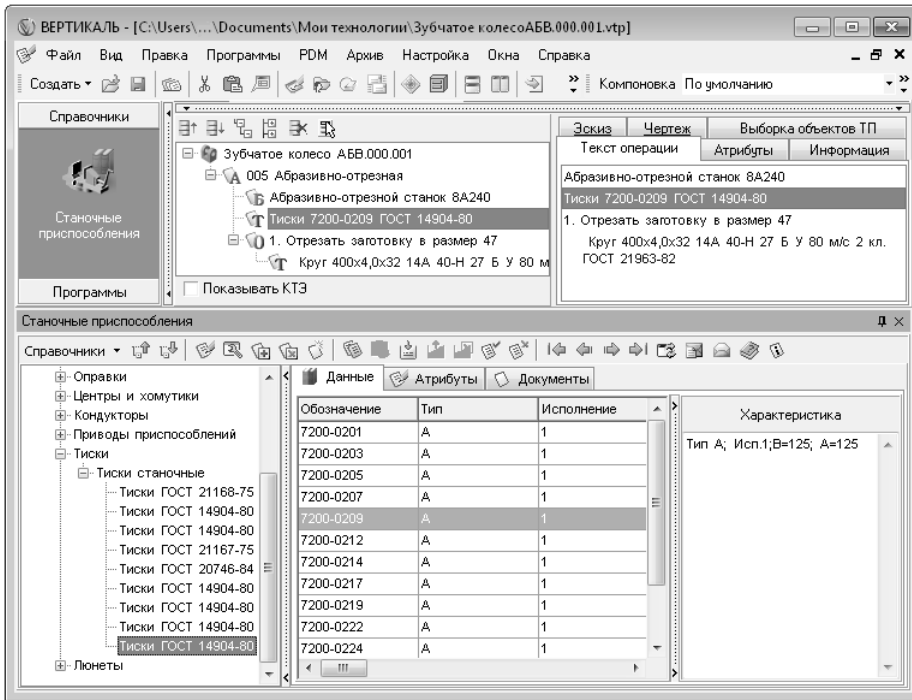 ВЕРТИКАЛЬ - [C:\Users\...\Documents\Мои технологии\Зубчатое колесоАБВ.000.001.vtp]
Файл Вид Правка Программы PDM Архив Настройка Окна Справка
Создать Компоновка По умолчанию
Справочники
Станочные
приспособления
Программы
Зубчатое колесо АБВ.000.001
005 Абразивно-отрезная
Абразивно-отрезной станок 8А240
Тиски 7200-0209 ГОСТ 14904-80
1. Отрезать заготовку в размер 47
Круг 400х4,0х32 14А 40-Н 27 Б У 80 м
Показывать КТЭ
Эскиз Чертеж Выборка объектов ТП
Текст операции Атрибуты Информация
Абразивно-отрезной станок 8А240
Тиски 7200-0209 ГОСТ 14904-80
1. Отрезать заготовку в размер 47
Круг 400х4,0х32 14А 40-Н 27 Б У 80 м/с 2 кл.
ГОСТ 21963-82
Станочные приспособления
Справочники
Оправки
Центры и хомутики
Кондукторы
Приводы приспособлений
Тиски
Тиски станочные
Тиски ГОСТ 21168-75
Тиски ГОСТ 14904-80
Тиски ГОСТ 14904-80
Тиски ГОСТ 21167-75
Тиски ГОСТ 20746-84
Тиски ГОСТ 14904-80
Тиски ГОСТ 14904-80
Тиски ГОСТ 14904-80
Тиски ГОСТ 14904-80
Люнеты
Данные Атрибуты Документы
Обозначение Тип Исполнение
7200-0201 А 1
7200-0203 А 1
7200-0205 А 1
7200-0207 А 1
7200-0209 А 1
7200-0212 А 1
7200-0214 А 1
7200-0217 А 1
7200-0219 А 1
7200-0222 А 1
7200-0224 А 1
Характеристика
Тип А; Исп.1;В=125; А=125